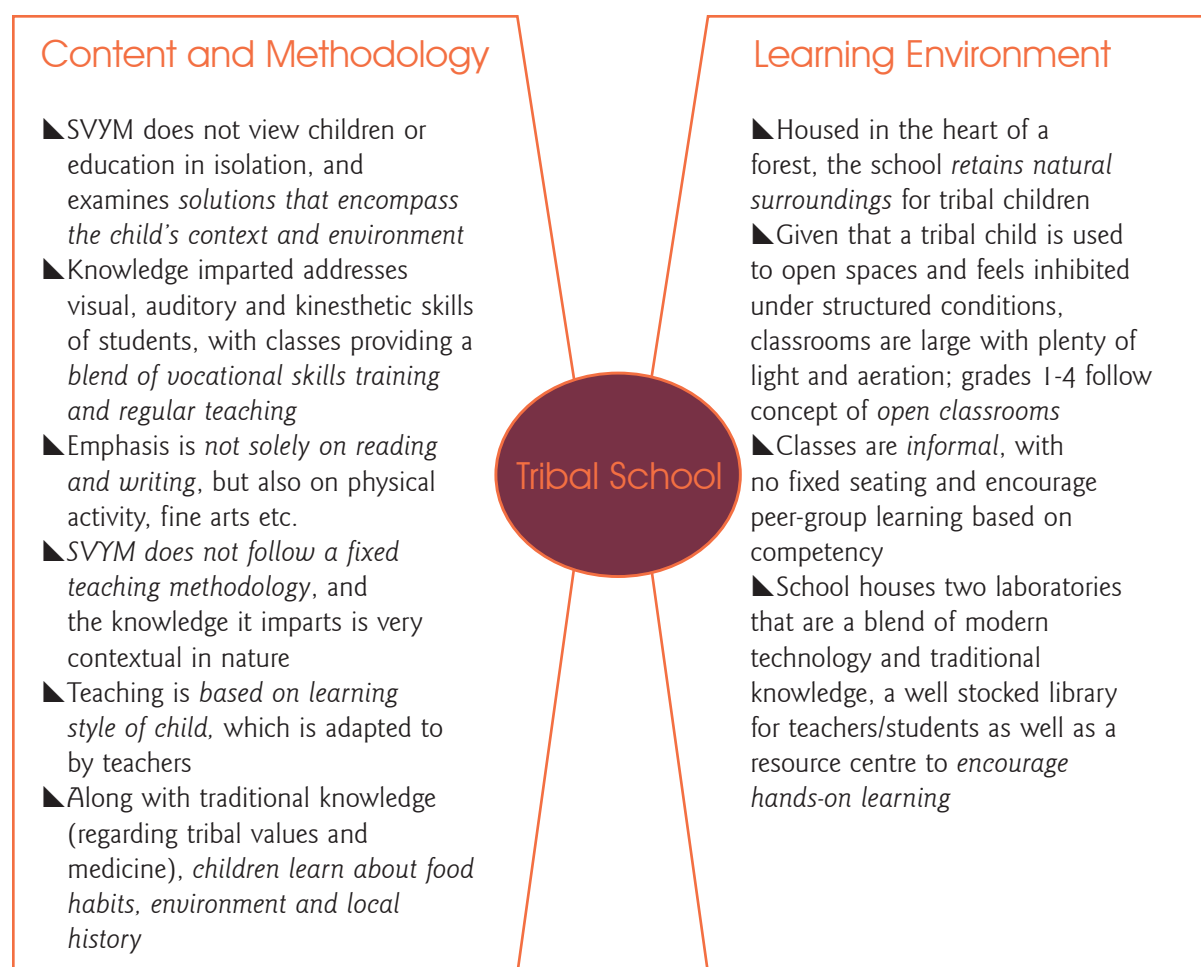 Content and Methodology
SVYM does not view children or
education in isolation, and
examines solutions that encompass
the child's context and environment
Knowledge imparted addresses
visual, auditory and kinesthetic skills
of students, with classes providing a
blend of vocational skills training
and regular teaching
Emphasis is not solely on reading
and writing, but also on physical
activity, fine arts etc.
SVYM does not follow a fixed
teaching methodology, and
the knowledge it imparts is very
contextual in nature
Teaching is based on learning
style of child, which is adapted to
by teachers
Along with traditional knowledge
(regarding tribal values and
medicine), children learn about food
habits, environment and local
history
Tribal School
Learning Environment
Housed in the heart of a
forest, the school retains natural
surroundings for tribal children
Given that a tribal child is used
to open spaces and feels inhibited
under structured conditions,
classrooms are large with plenty of
light and aeration; grades 1-4 follow
concept of open classrooms
Classes are informal, with
no fixed seating and encourage
peer-group learning based on
competency
School houses two laboratories
that are a blend of modern
technology and traditional
knowledge, a well stocked library
for teachers/students as well as a
resource centre to encourage
hands-on learning